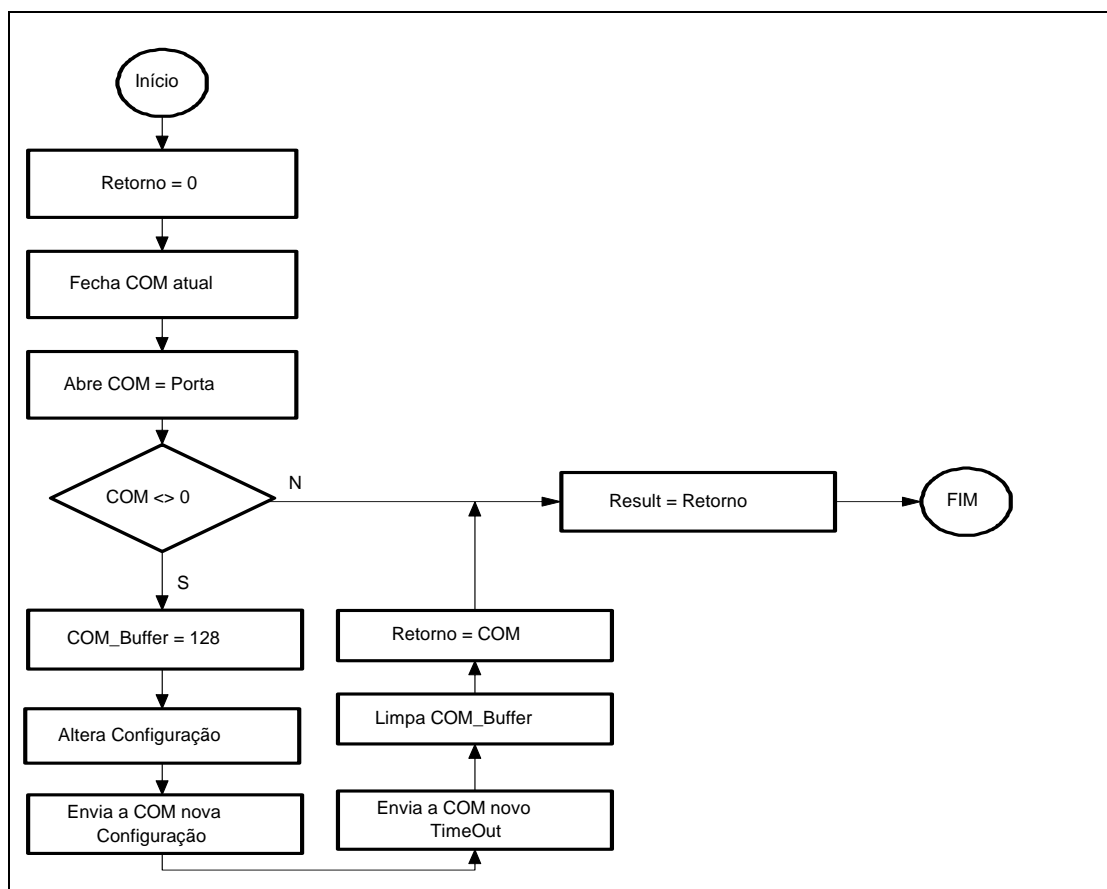 Início
Retorno = 0
Fecha COM atual
Abre COM = Porta
COM <> 0
N
Result = Retorno
FIM
S
COM_Buffer = 128
Altera Configuração
Envia a COM nova
Configuração
Envia a COM novo
TimeOut
Limpa COM_Buffer
Retorno = COM